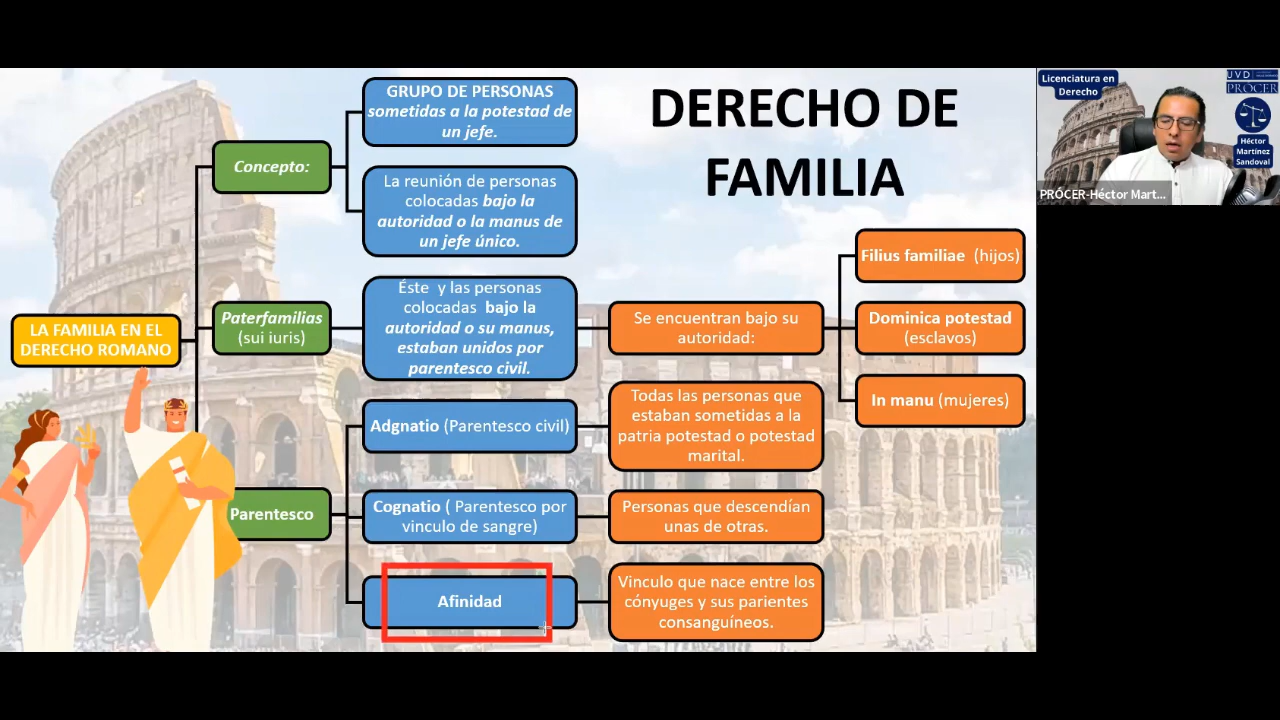 DERECHO DE
FAMILIA
LA FAMILIA EN EL
DERECHO ROMANO
Concepto:
GRUPO DE PERSONAS
sometidas a la potestad de
un jefe.
La reunión de personas
colocadas bajo la
autoridad o la manus de
un jefe único.
Paterfamilias
(sui iuris)
Éste y las personas
colocadas bajo la
autoridad o su manus,
estaban unidos por
parentesco civil.
Se encuentran bajo su
autoridad:
Filius familiae (hijos)
Dominica potestad
(esclavos)
In manu (mujeres)
Parentesco
Adgnatio (Parentesco civil)
Todas las personas que
estaban sometidas a la
patria potestad o potestad
marital.
Cognatio ( Parentesco por
vinculo de sangre)
Personas que descendían
unas de otras.
Afinidad
Vinculo que nace entre los
cónyuges y sus parientes
consanguíneos.
Licenciatura en
Derecho
UVD
PRÓCER
Héctor
Martínez
Sandoval
PRÓCER-Héctor Mart...